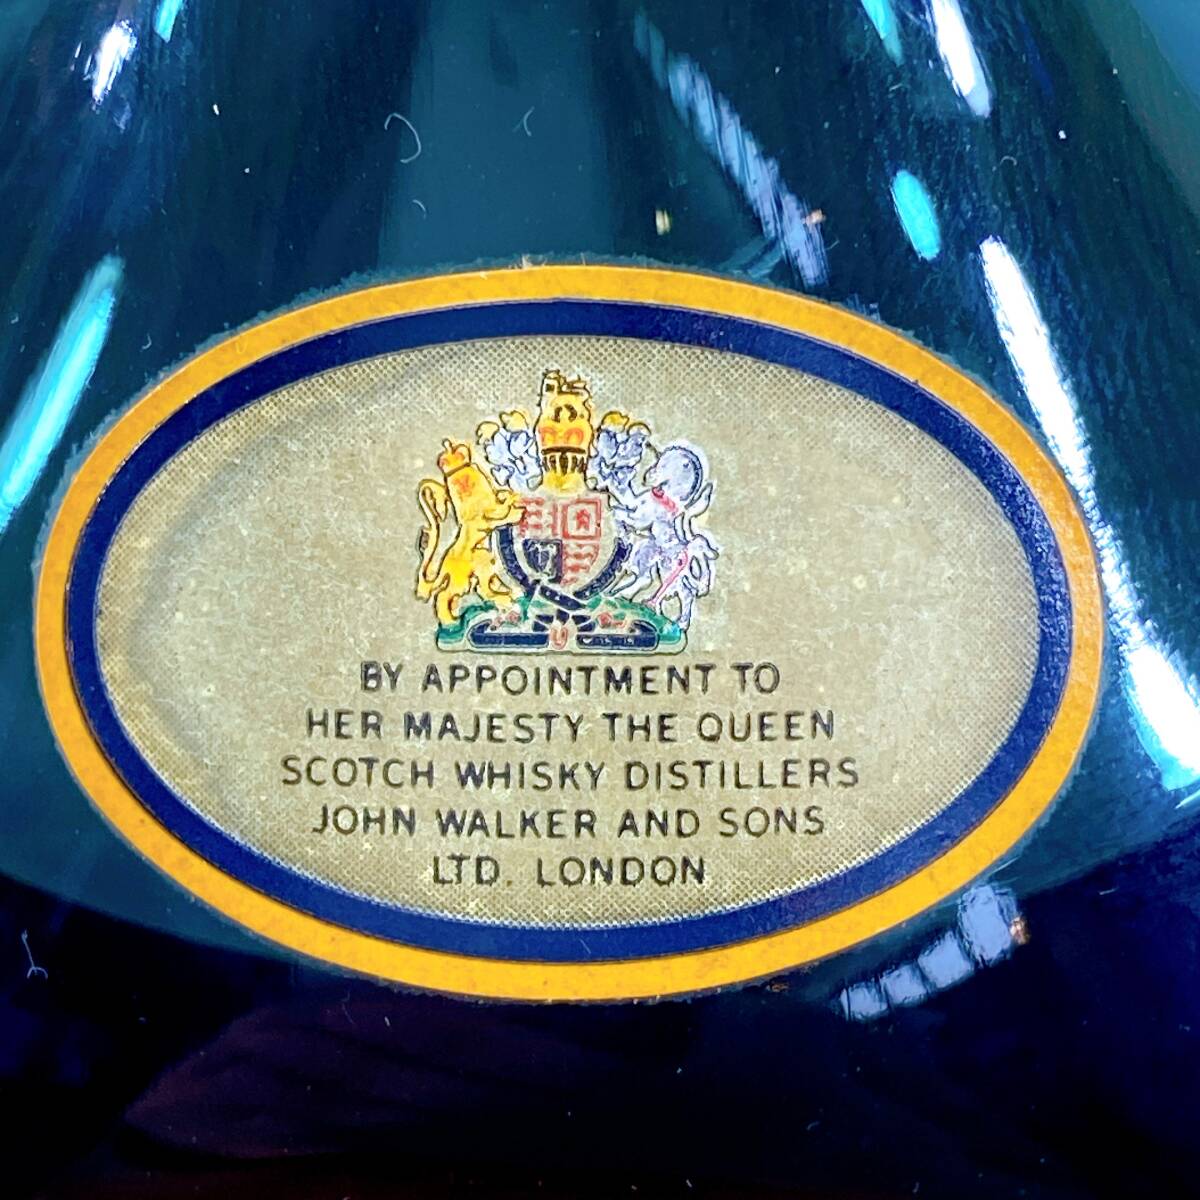 BY APPOINTMENT TO
HER MAJESTY THE QUEEN
SCOTCH WHISKY DISTILLERS
JOHN WALKER AND SONS
LTD. LONDON